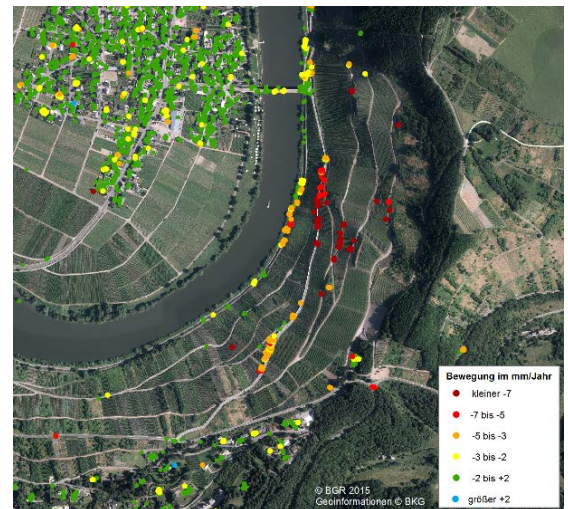 Bewegung im mm/Jahr
kleiner -7
-7 bis -5
-5 bis -3
-3 bis -2
-2 bis +2
größer +2
© BGR 2015
Geoinformationen © BKG